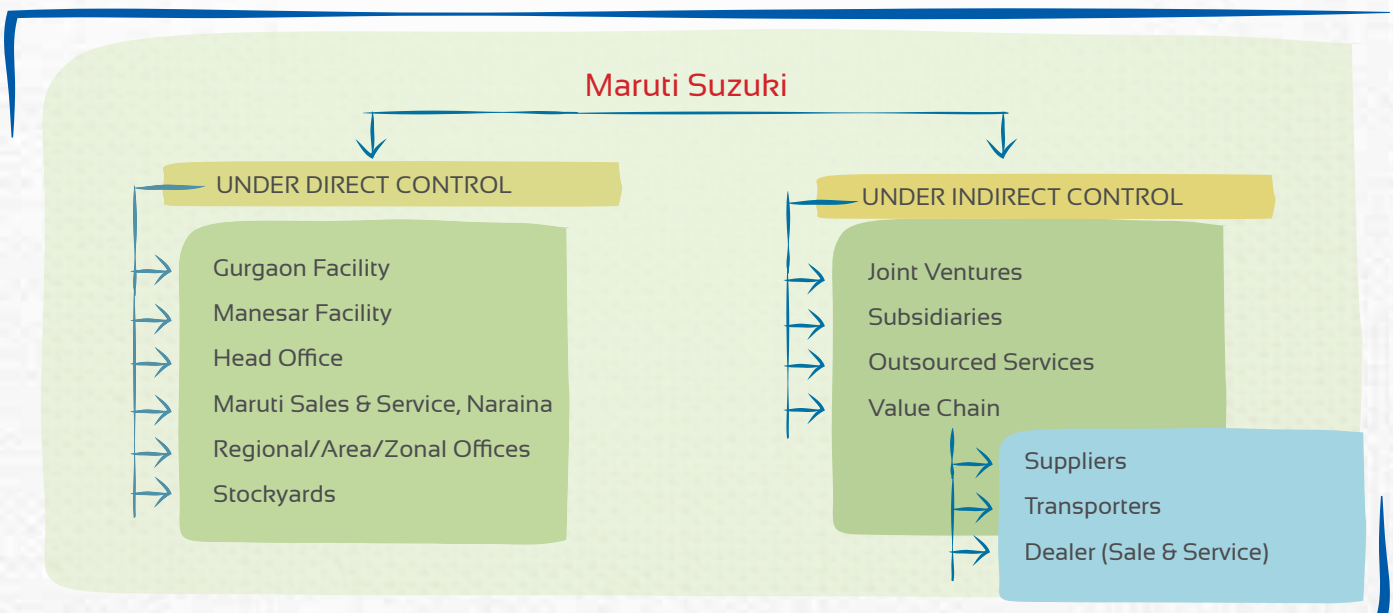 Maruti Suzuki
UNDER DIRECT CONTROL
Gurgaon Facility
Manesar Facility
Head Office
Maruti Sales & Service, Naraina
Regional/Area/Zonal Offices
Stockyards
UNDER INDIRECT CONTROL
Joint Ventures
Subsidiaries
Outsourced Services
Value Chain
Suppliers
Transporters
Dealer (Sale & Service)